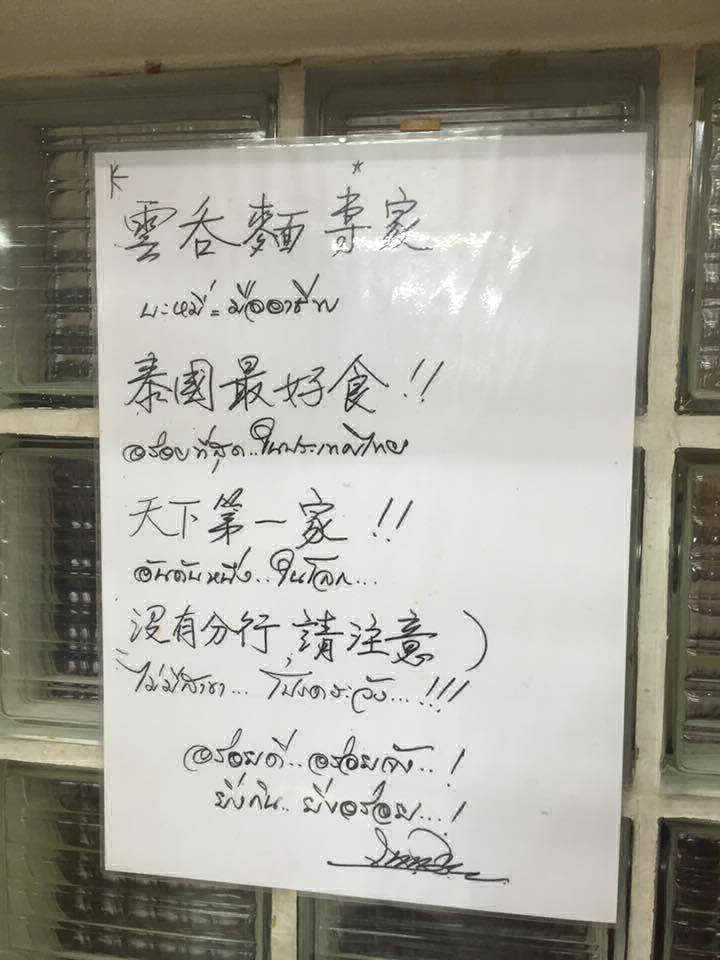 雲吞麵專家
บะหมี่ = มืออาชีพ
泰國最好食!!
อร่อยที่สุด..ในประเทศไทย
天下第一家!!
อันดับหนึ่ง..ในโลก...
沒有分行,請注意)
ไม่มีสาขา... โปรดระวัง...!!!
อร่อยดี..อร่อยจัง..!
ยิ่งกิน..ยิ่งอร่อย...!